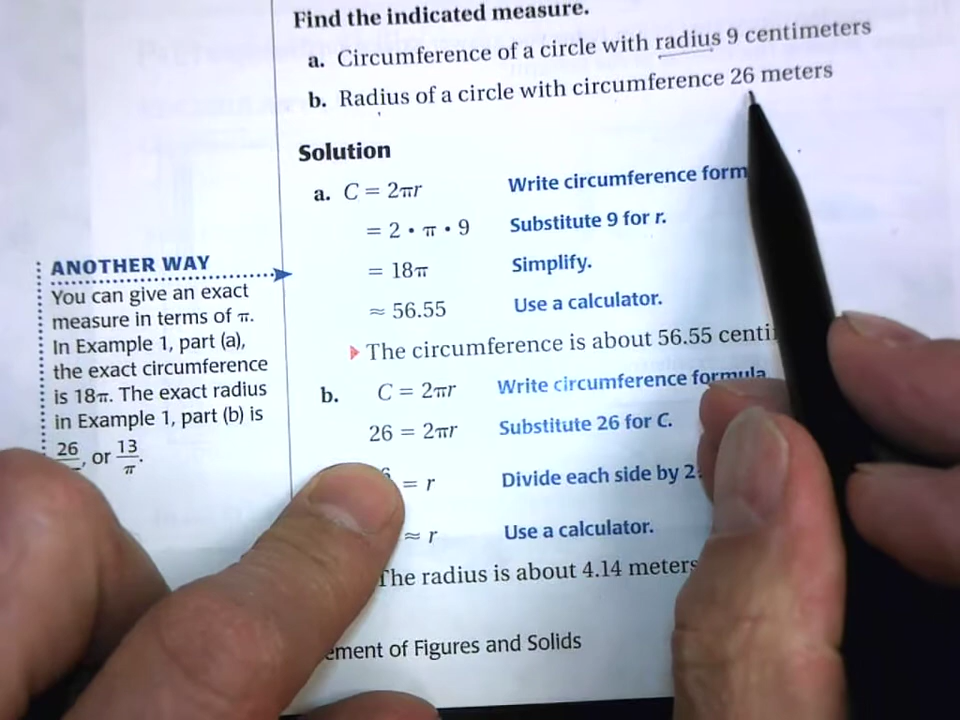 Find the indicated measure.
a. Circumference of a circle with radius 9 centimeters
b. Radius of a circle with circumference 26 meters
Solution
a. C = 2πr Write circumference
= 2 • π • 9 Substitute 9 for r.
= 18π Simplify.
≈ 56.55 Use a calculator.
The circumference is about 56.55
b. C = 2πr Write circumference formula
26 = 2πr Substitute 26 for C.
= r Divide each side by
≈ r Use a calculator.
The radius is about 4.14 meters
of Figures and Solids
ANOTHER WAY
You can give an exact
measure in terms of π.
In Example 1, part (a),
the exact circumference
is 18π. The exact radius
in Example 1, part (b) is
26, or 13/π.